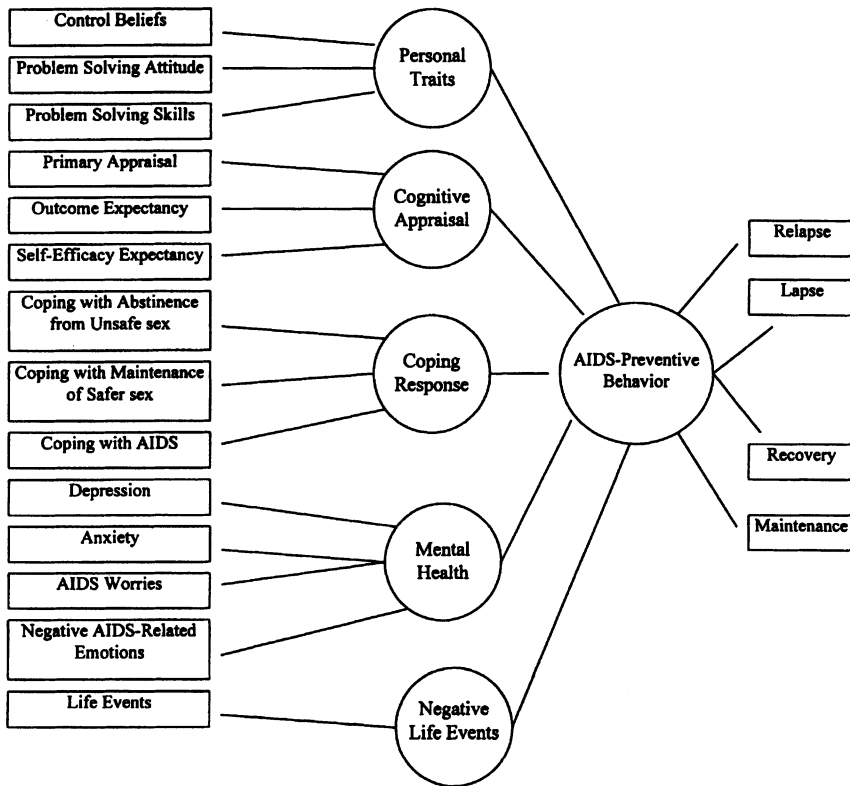 Control Beliefs
Problem Solving Attitude
Problem Solving Skills
Primary Appraisal
Outcome Expectancy
Self-Efficacy Expectancy
Coping with Abstinence
from Unsafe sex
Coping with Maintenance
of Safer sex
Coping with AIDS
Depression
Anxiety
AIDS Worries
Negative AIDS-Related
Emotions
Life Events
Personal
Traits
Cognitive
Appraisal
Coping
Response
Mental
Health
Negative
Life Events
AIDS-Preventive
Behavior
Relapse
Lapse
Recovery
Maintenance